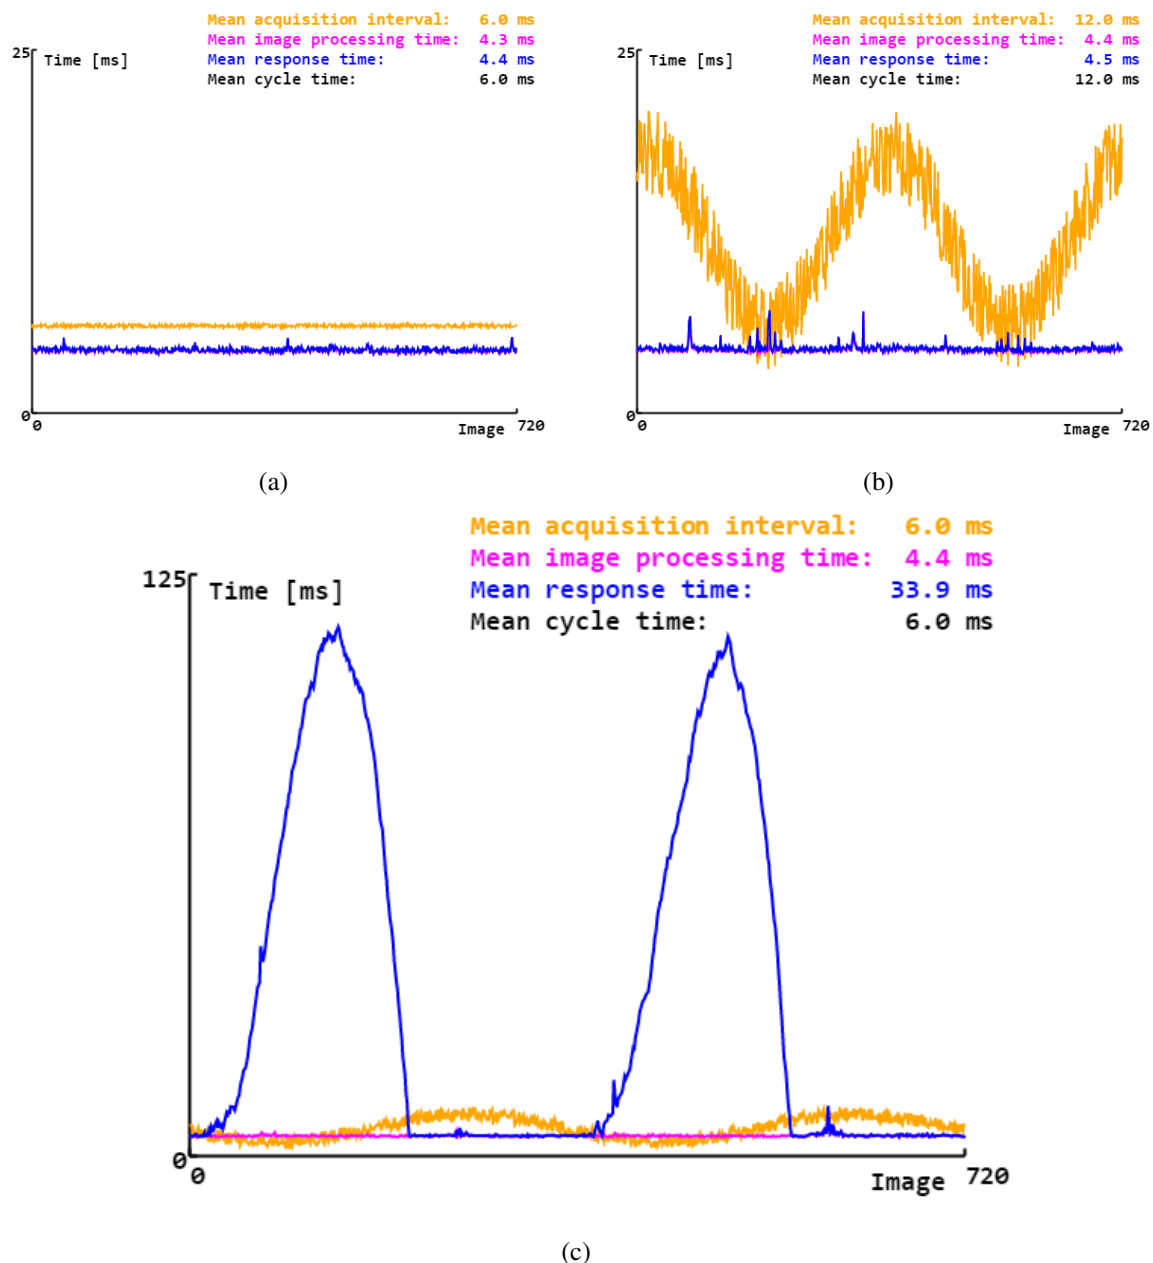 Mean acquisition interval: 6.0 ms
Mean image processing time: 4.3 ms
Mean response time: 4.4 ms
Mean cycle time: 6.0 ms
25
Time [ms]
0
0
Image
720
(a)
Mean acquisition interval: 12.0 ms
Mean image processing time: 4.4 ms
Mean response time: 4.5 ms
Mean cycle time: 12.0 ms
25
Time [ms]
0
0
Image
720
(b)
Mean acquisition interval: 6.0 ms
Mean image processing time: 4.4 ms
Mean response time: 33.9 ms
Mean cycle time: 6.0 ms
125
Time [ms]
0
0
Image
720
(c)